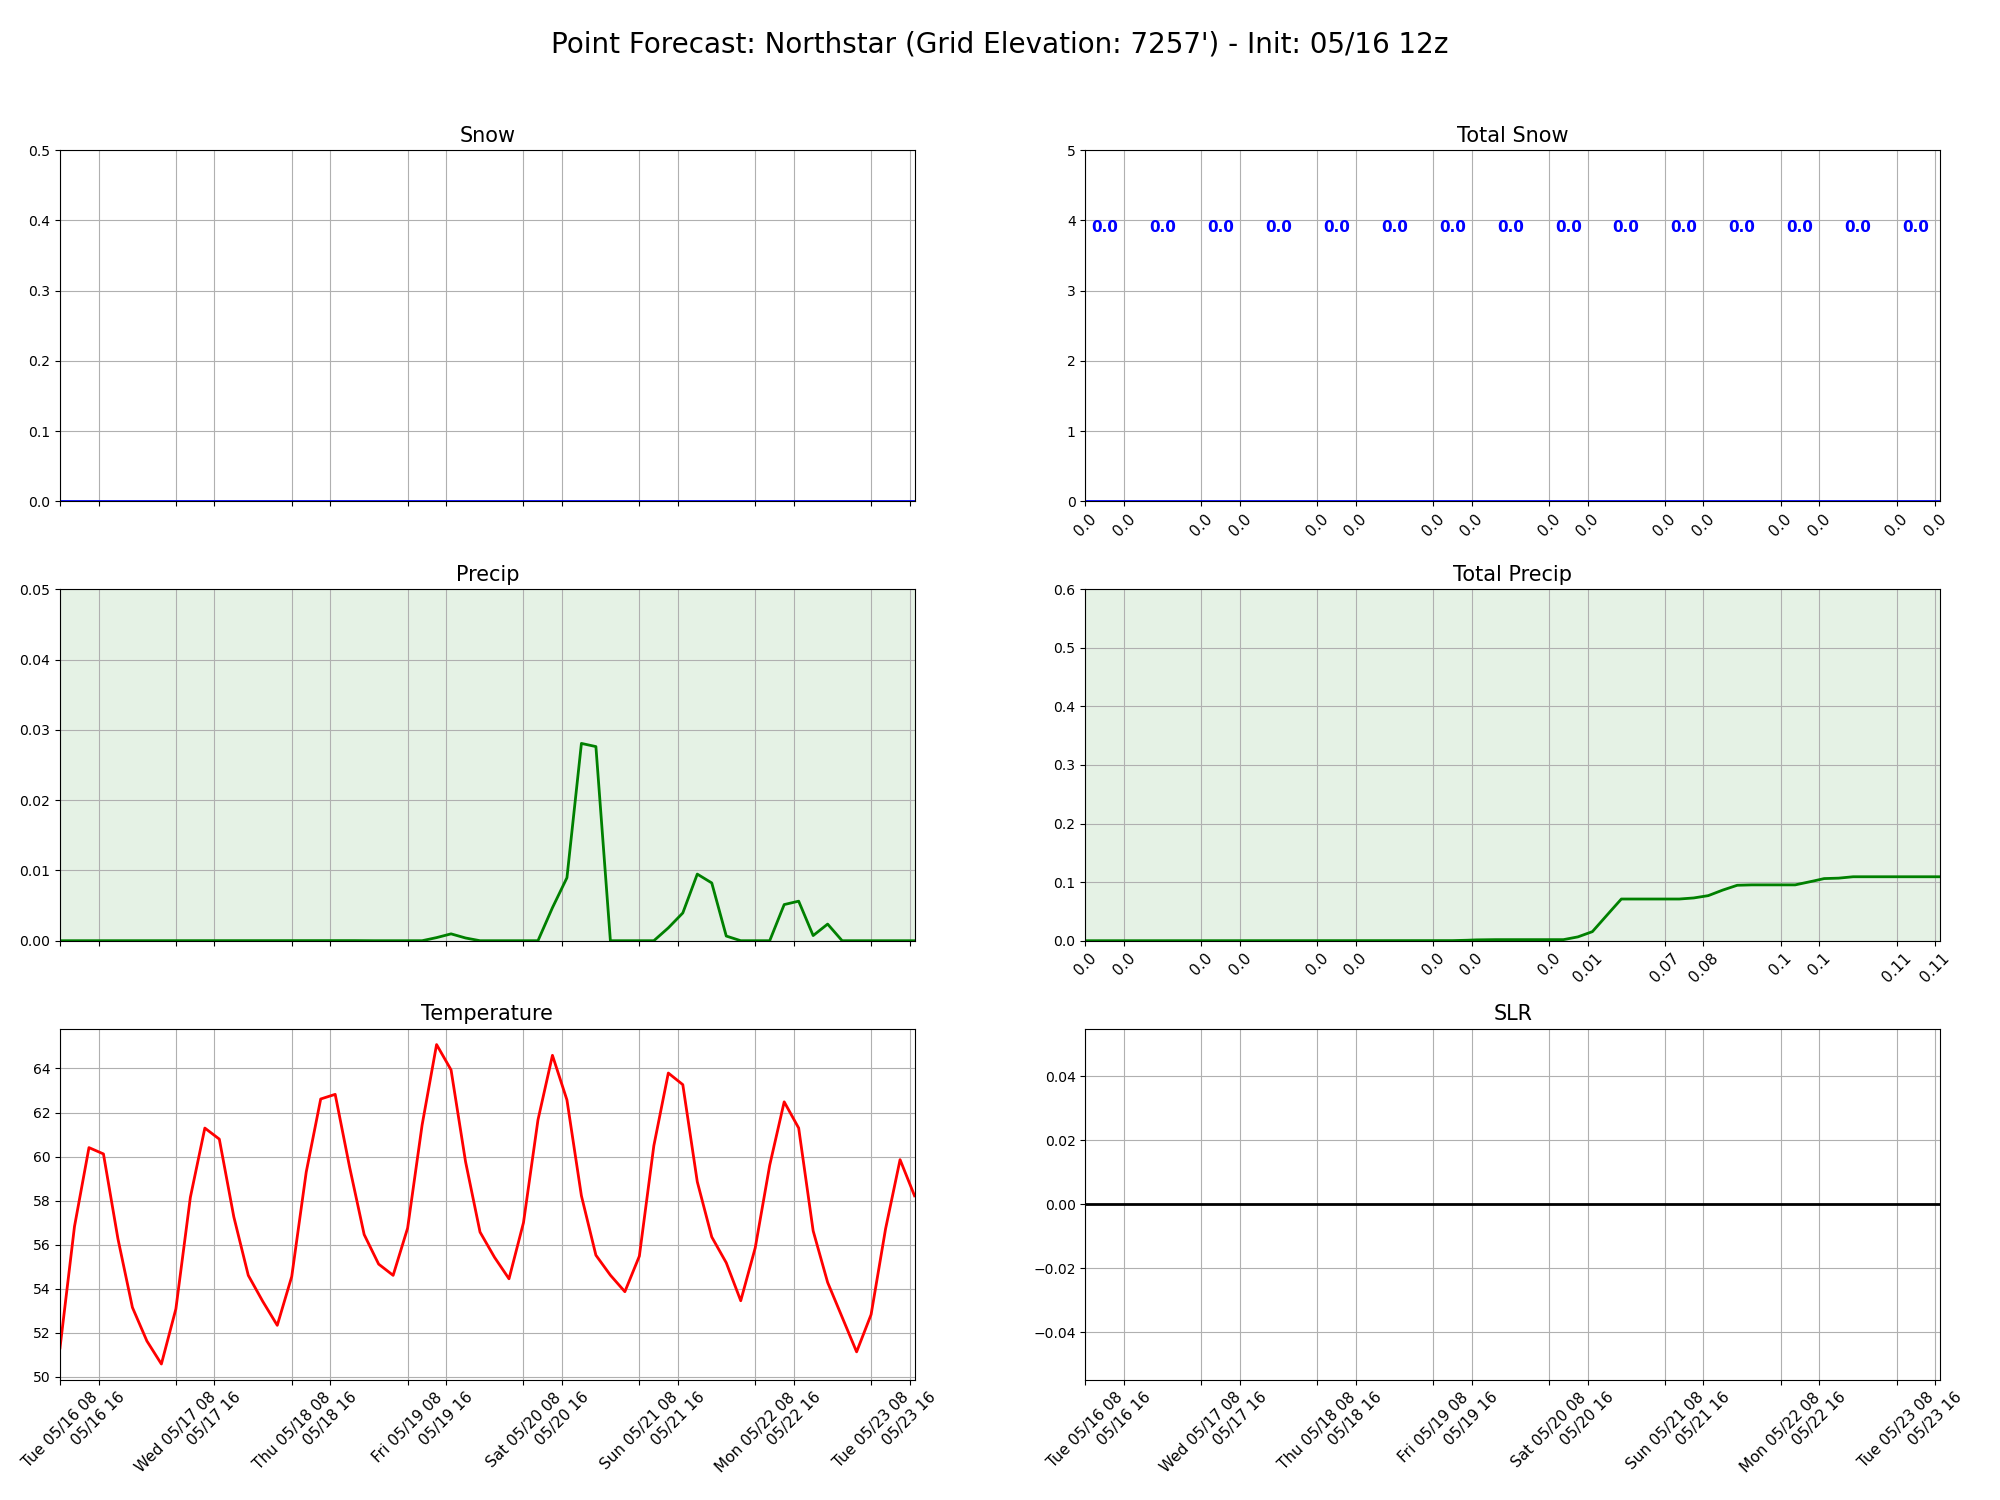 Point Forecast: Northstar (Grid Elevation: 7257') - Init: 05/16 12z
Snow
0.5
0.4
0.3
0.2
0.1
0.0
Total Snow
5
4
3
2
1
0
0.0 0.0 0.0 0.0 0.0 0.0 0.0 0.0 0.0 0.0 0.0 0.0 0.0 0.0 0.0
0.0 0.0 0.0 0.0 0.0 0.0 0.0 0.0 0.0 0.0 0.0 0.0 0.0 0.0 0.0 0.0
Precip
0.05
0.04
0.03
0.02
0.01
0.00
Total Precip
0.6
0.5
0.4
0.3
0.2
0.1
0.0
0.0 0.0 0.0 0.0 0.0 0.0 0.0 0.0 0.0 0.01 0.07 0.08 0.1 0.1 0.11 0.11
Temperature
64
62
60
58
56
54
52
50
Tue 05/16 08
05/16 16
Wed 05/17 08
05/17 16
Thu 05/18 08
05/18 16
Fri 05/19 08
05/19 16
Sat 05/20 08
05/20 16
Sun 05/21 08
05/21 16
Mon 05/22 08
05/22 16
Tue 05/23 08
05/23 16
SLR
0.04
0.02
0.00
−0.02
−0.04
Tue 05/16 08
05/16 16
Wed 05/17 08
05/17 16
Thu 05/18 08
05/18 16
Fri 05/19 08
05/19 16
Sat 05/20 08
05/20 16
Sun 05/21 08
05/21 16
Mon 05/22 08
05/22 16
Tue 05/23 08
05/23 16